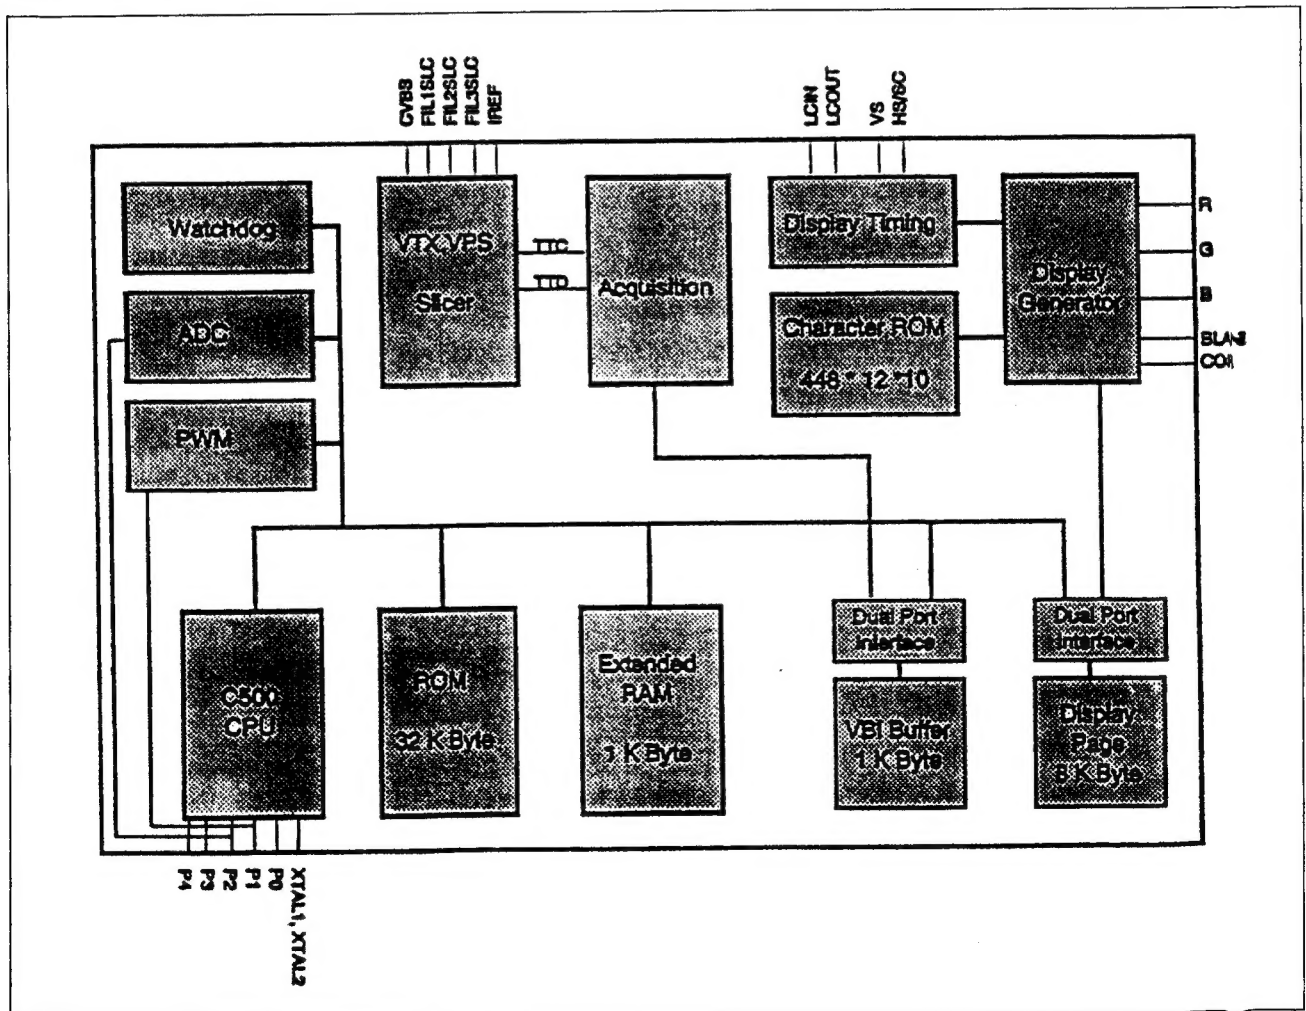 CVBS
FIL1SLC
FIL2SLC
FIL3SLC
IREF
LCIN
LCOUT
VS
HS/SC
Watchdog
ADC
PWM
VTX,VPS
Slicer
TTC
TTD
Acquisition
Display Timing
Character ROM
448 * 12 * 10
Display
Generator
R
G
B
C500
CPU
ROM
32 K Byte
Extended
RAM
1 K Byte
Dual Port
Interface
VBI Buffer
1 K Byte
Dual Port
Interface
Display
Page
8 K Byte
P4
P3
P2
P1
P0
XTAL1, XTAL2